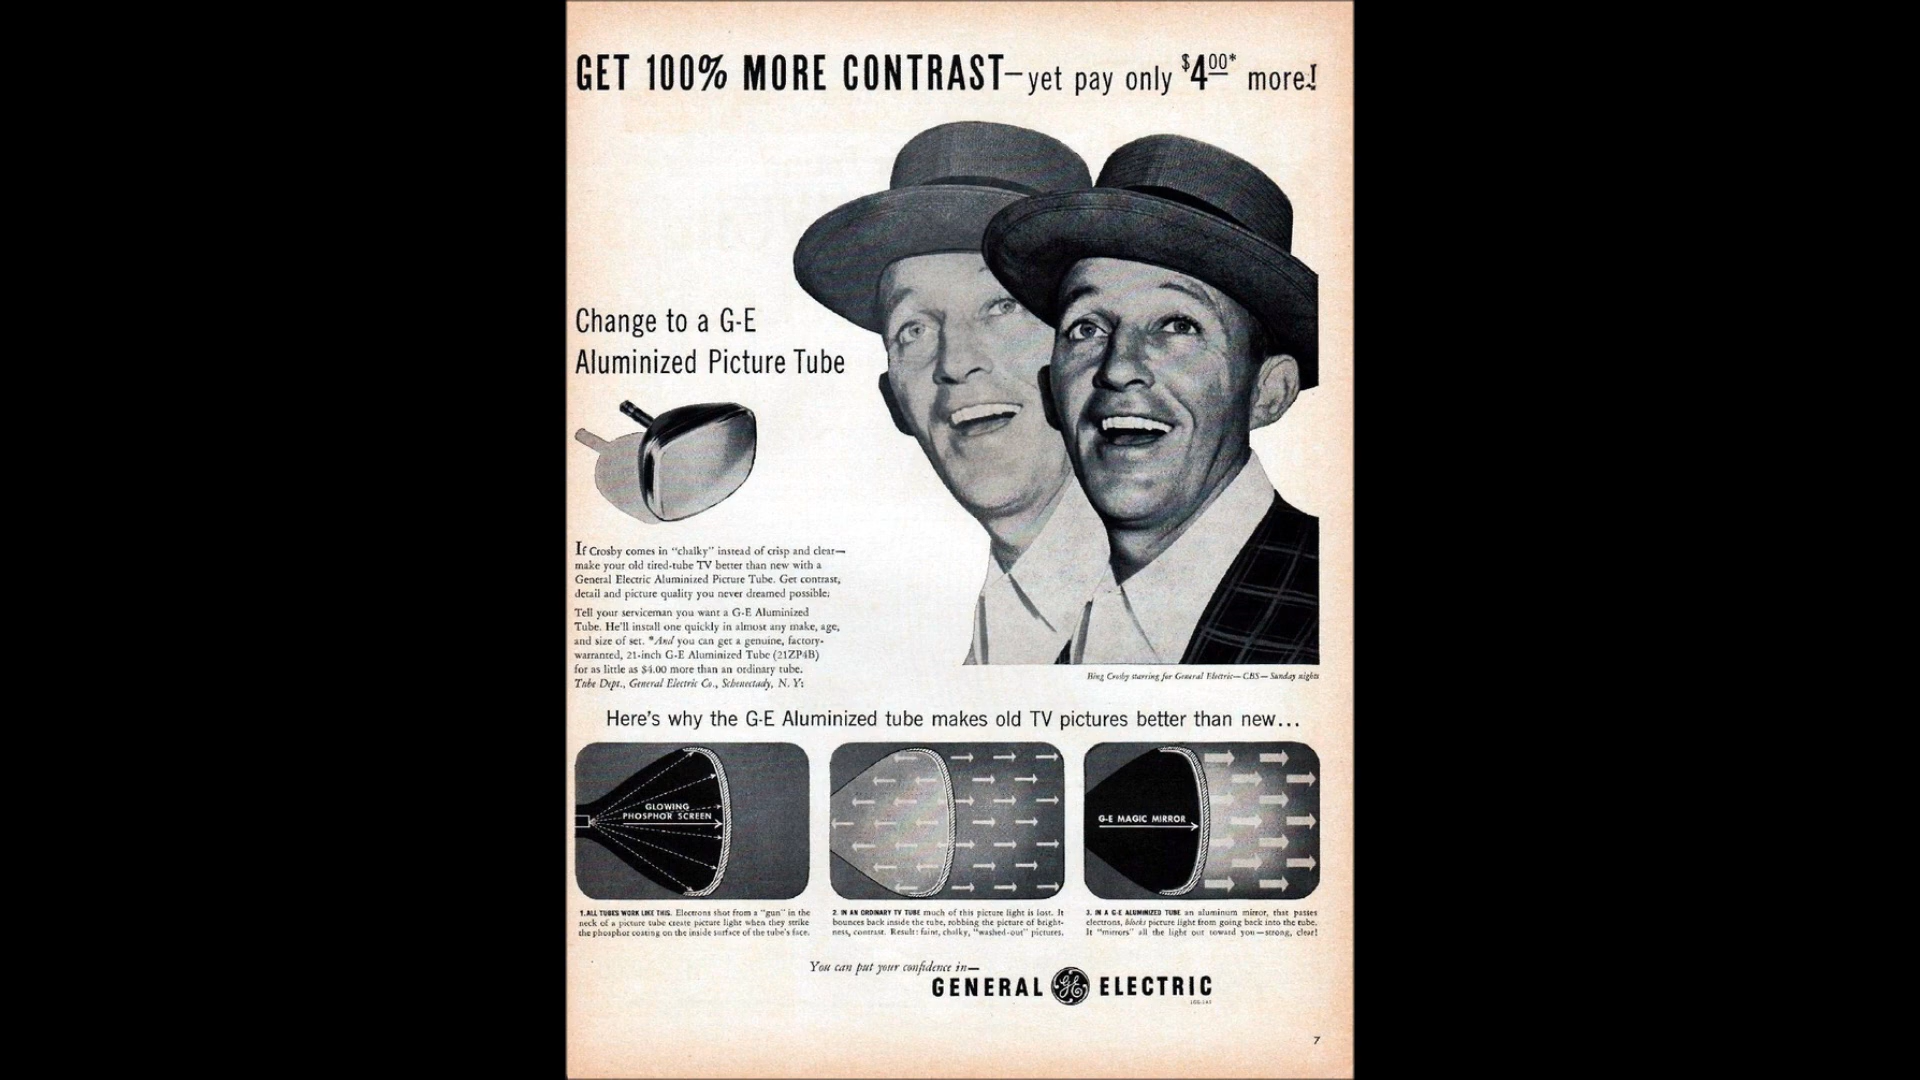 GET 100% MORE CONTRAST—yet pay only $4.00* more!
Change to a G-E
Aluminized Picture Tube
If Crosby comes in "chalky" instead of crisp and clear—
make your old tired-tube TV better than new with a
General Electric Aluminized Picture Tube. Get contrast,
detail and picture quality you never dreamed possible.
Tell your serviceman you want a G-E Aluminized
Tube. He'll install one quickly in almost any make, age,
and size of set. *And you can get a genuine, factory-
warranted, 21-inch G-E Aluminized Tube (21ZP4B)
for as little as $4.00 more than an ordinary tube.
Tube Dept., General Electric Co., Schenectady, N. Y.
Bing Crosby starring for General Electric—CBS—Sunday nights
Here's why the G-E Aluminized tube makes old TV pictures better than new...
GLOWING
PHOSPHOR SCREEN
G-E MAGIC MIRROR
1. ALL TUBES WORK LIKE THIS. Electrons shot from a "gun" in the
neck of a picture tube create picture light when they strike
the phosphor coating on the inside surface of the tube's face.
2. IN AN ORDINARY TV TUBE much of this picture light is lost. It
bounces back inside the tube, robbing the picture of bright-
ness, contrast. Result: faint, chalky, "washed-out" pictures.
3. IN A G-E ALUMINIZED TUBE an aluminum mirror, that passes
electrons, blocks picture light from going back into the tube.
It "mirrors" all the light out toward you—strong, clear!
You can put your confidence in—
GENERAL GE ELECTRIC
7